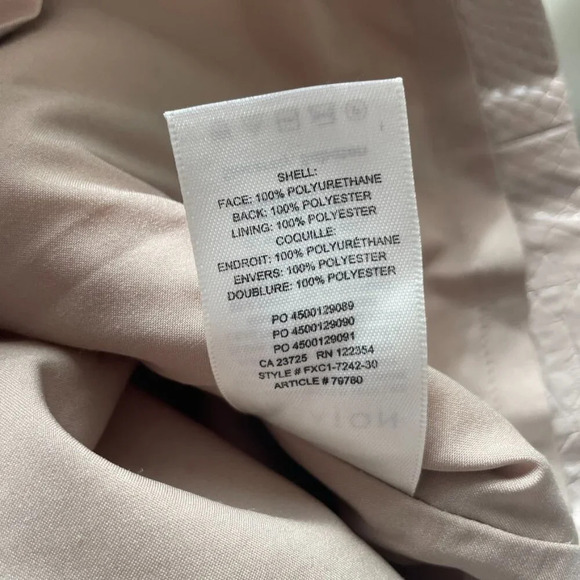 SHELL:
FACE: 100% POLYURETHANE
BACK: 100% POLYESTER
LINING: 100% POLYESTER
COQUILLE:
ENDROIT: 100% POLYURÉTHANE
ENVERS: 100% POLYESTER
DOUBLURE: 100% POLYESTER
PO 4500129089
PO 4500129090
PO 4500129091
CA 23725 RN 122354
STYLE # FXC1-7242-30
ARTICLE # 79760